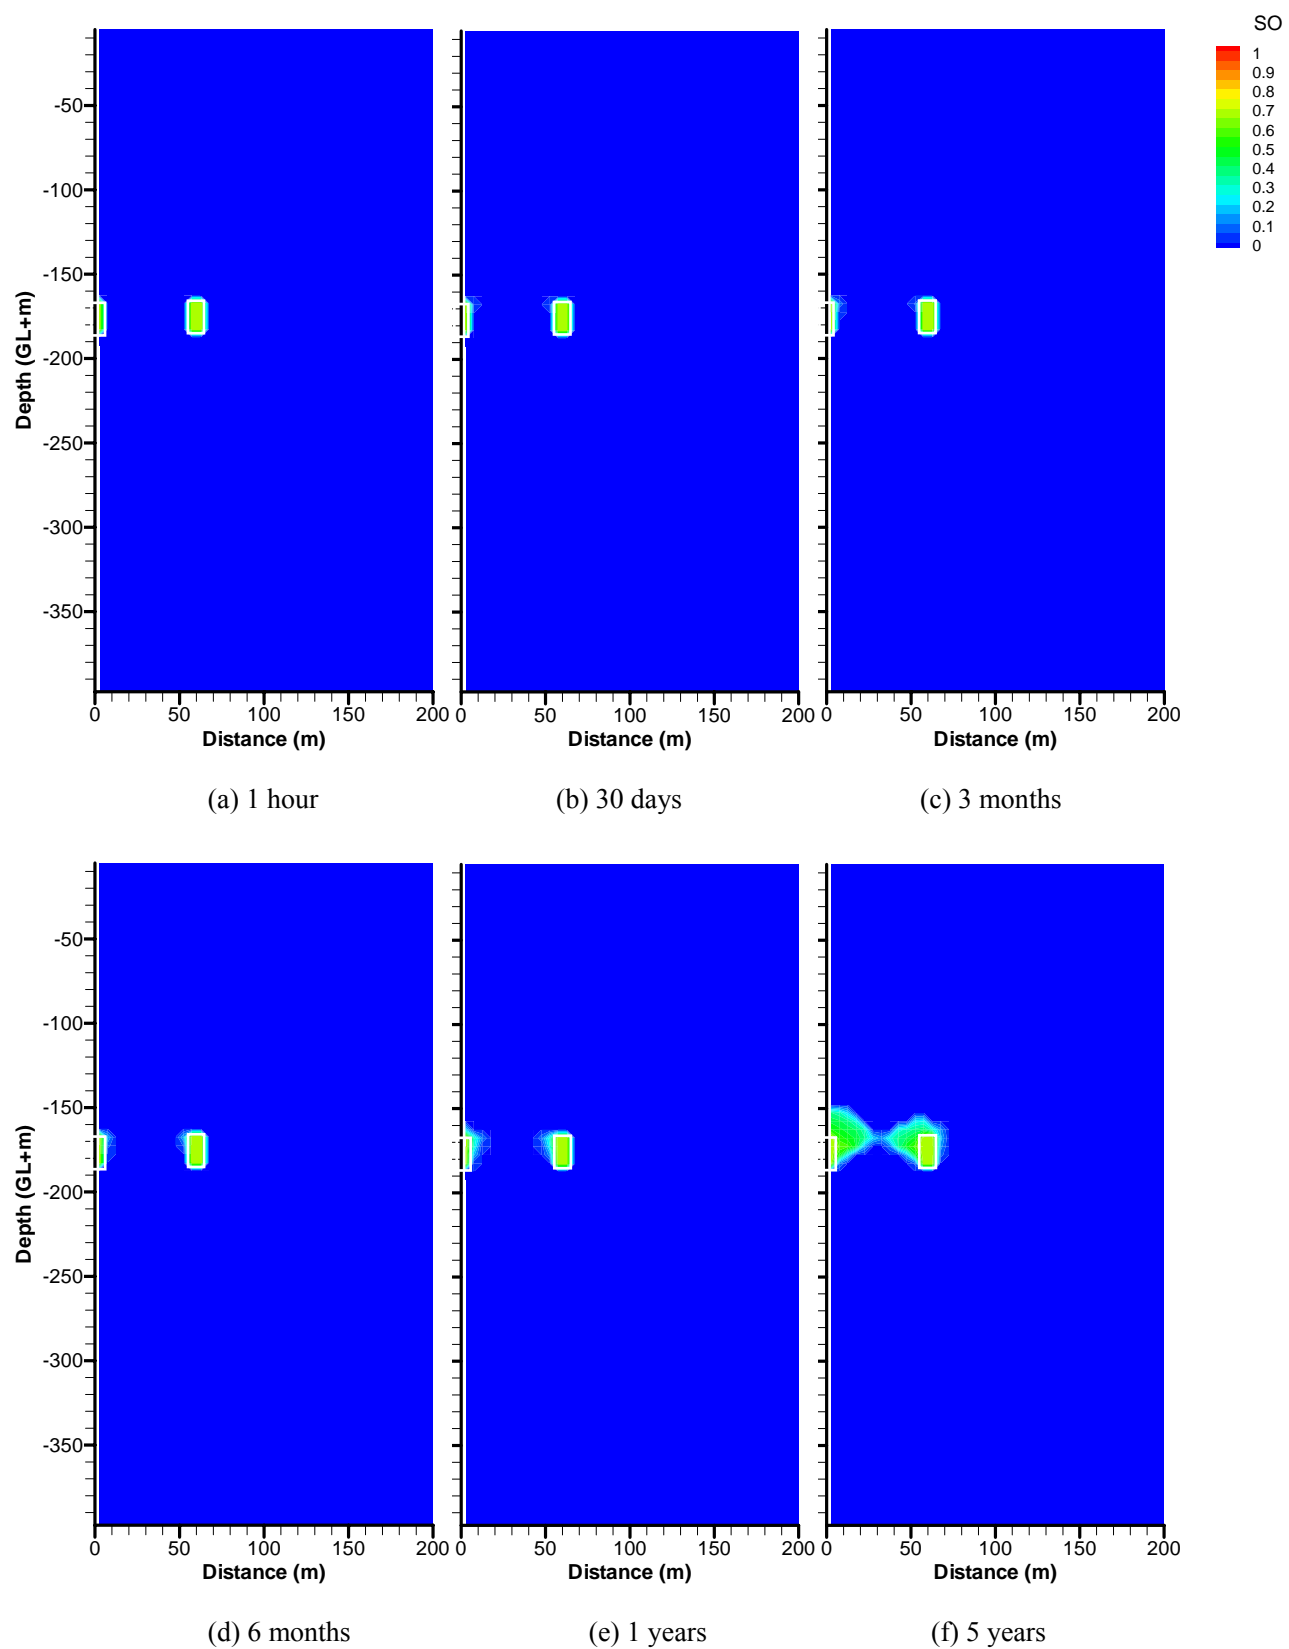 SO
1
0.9
0.8
0.7
0.6
0.5
0.4
0.3
0.2
0.1
0
Depth (GL+m)
-50
-100
-150
-200
-250
-300
-350
0 50 100 150 200
Distance (m)
0 50 100 150 200
Distance (m)
0 50 100 150 200
Distance (m)
(a) 1 hour
(b) 30 days
(c) 3 months
Depth (GL+m)
-50
-100
-150
-200
-250
-300
-350
0 50 100 150 200
Distance (m)
0 50 100 150 200
Distance (m)
0 50 100 150 200
Distance (m)
(d) 6 months
(e) 1 years
(f) 5 years